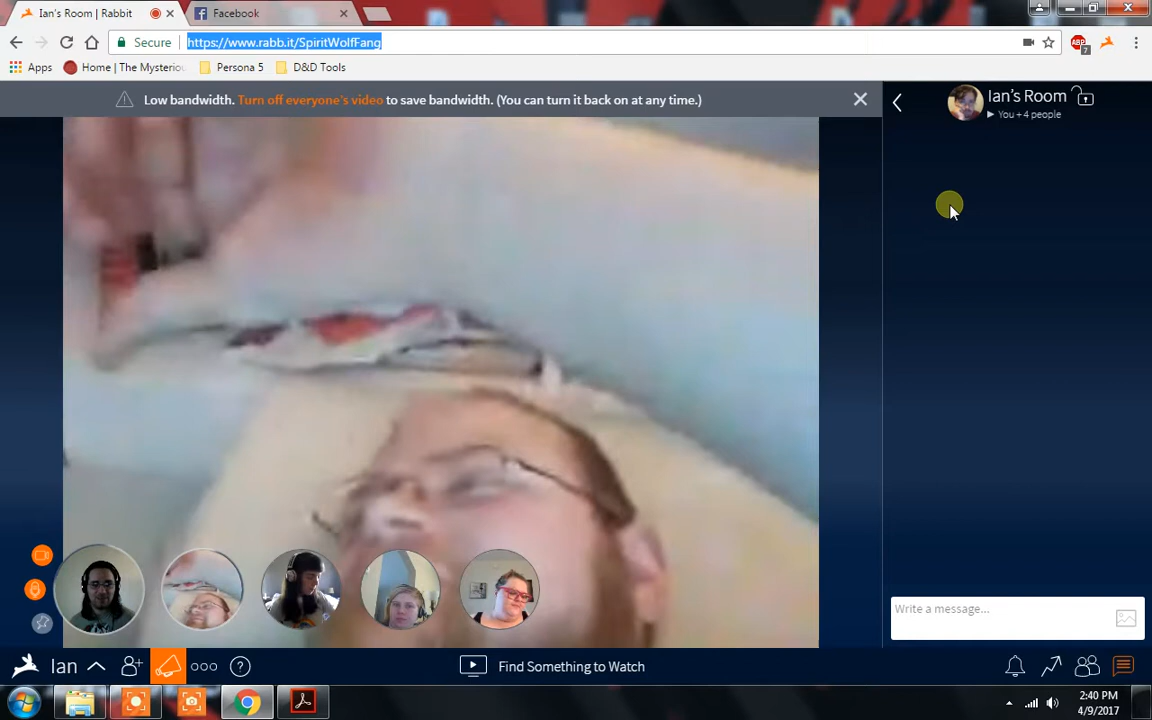 Ian's Room | Rabbit
Facebook
Secure
https://www.rabb.it/SpiritWolfFang
Apps
Home | The Mysteriou
Persona 5
D&D Tools
ABP
7
Low bandwidth. Turn off everyone's video to save bandwidth. (You can turn it back on at any time.)
Ian's Room
You + 4 people
Write a message...
Ian
Find Something to Watch
2:40 PM
4/9/2017